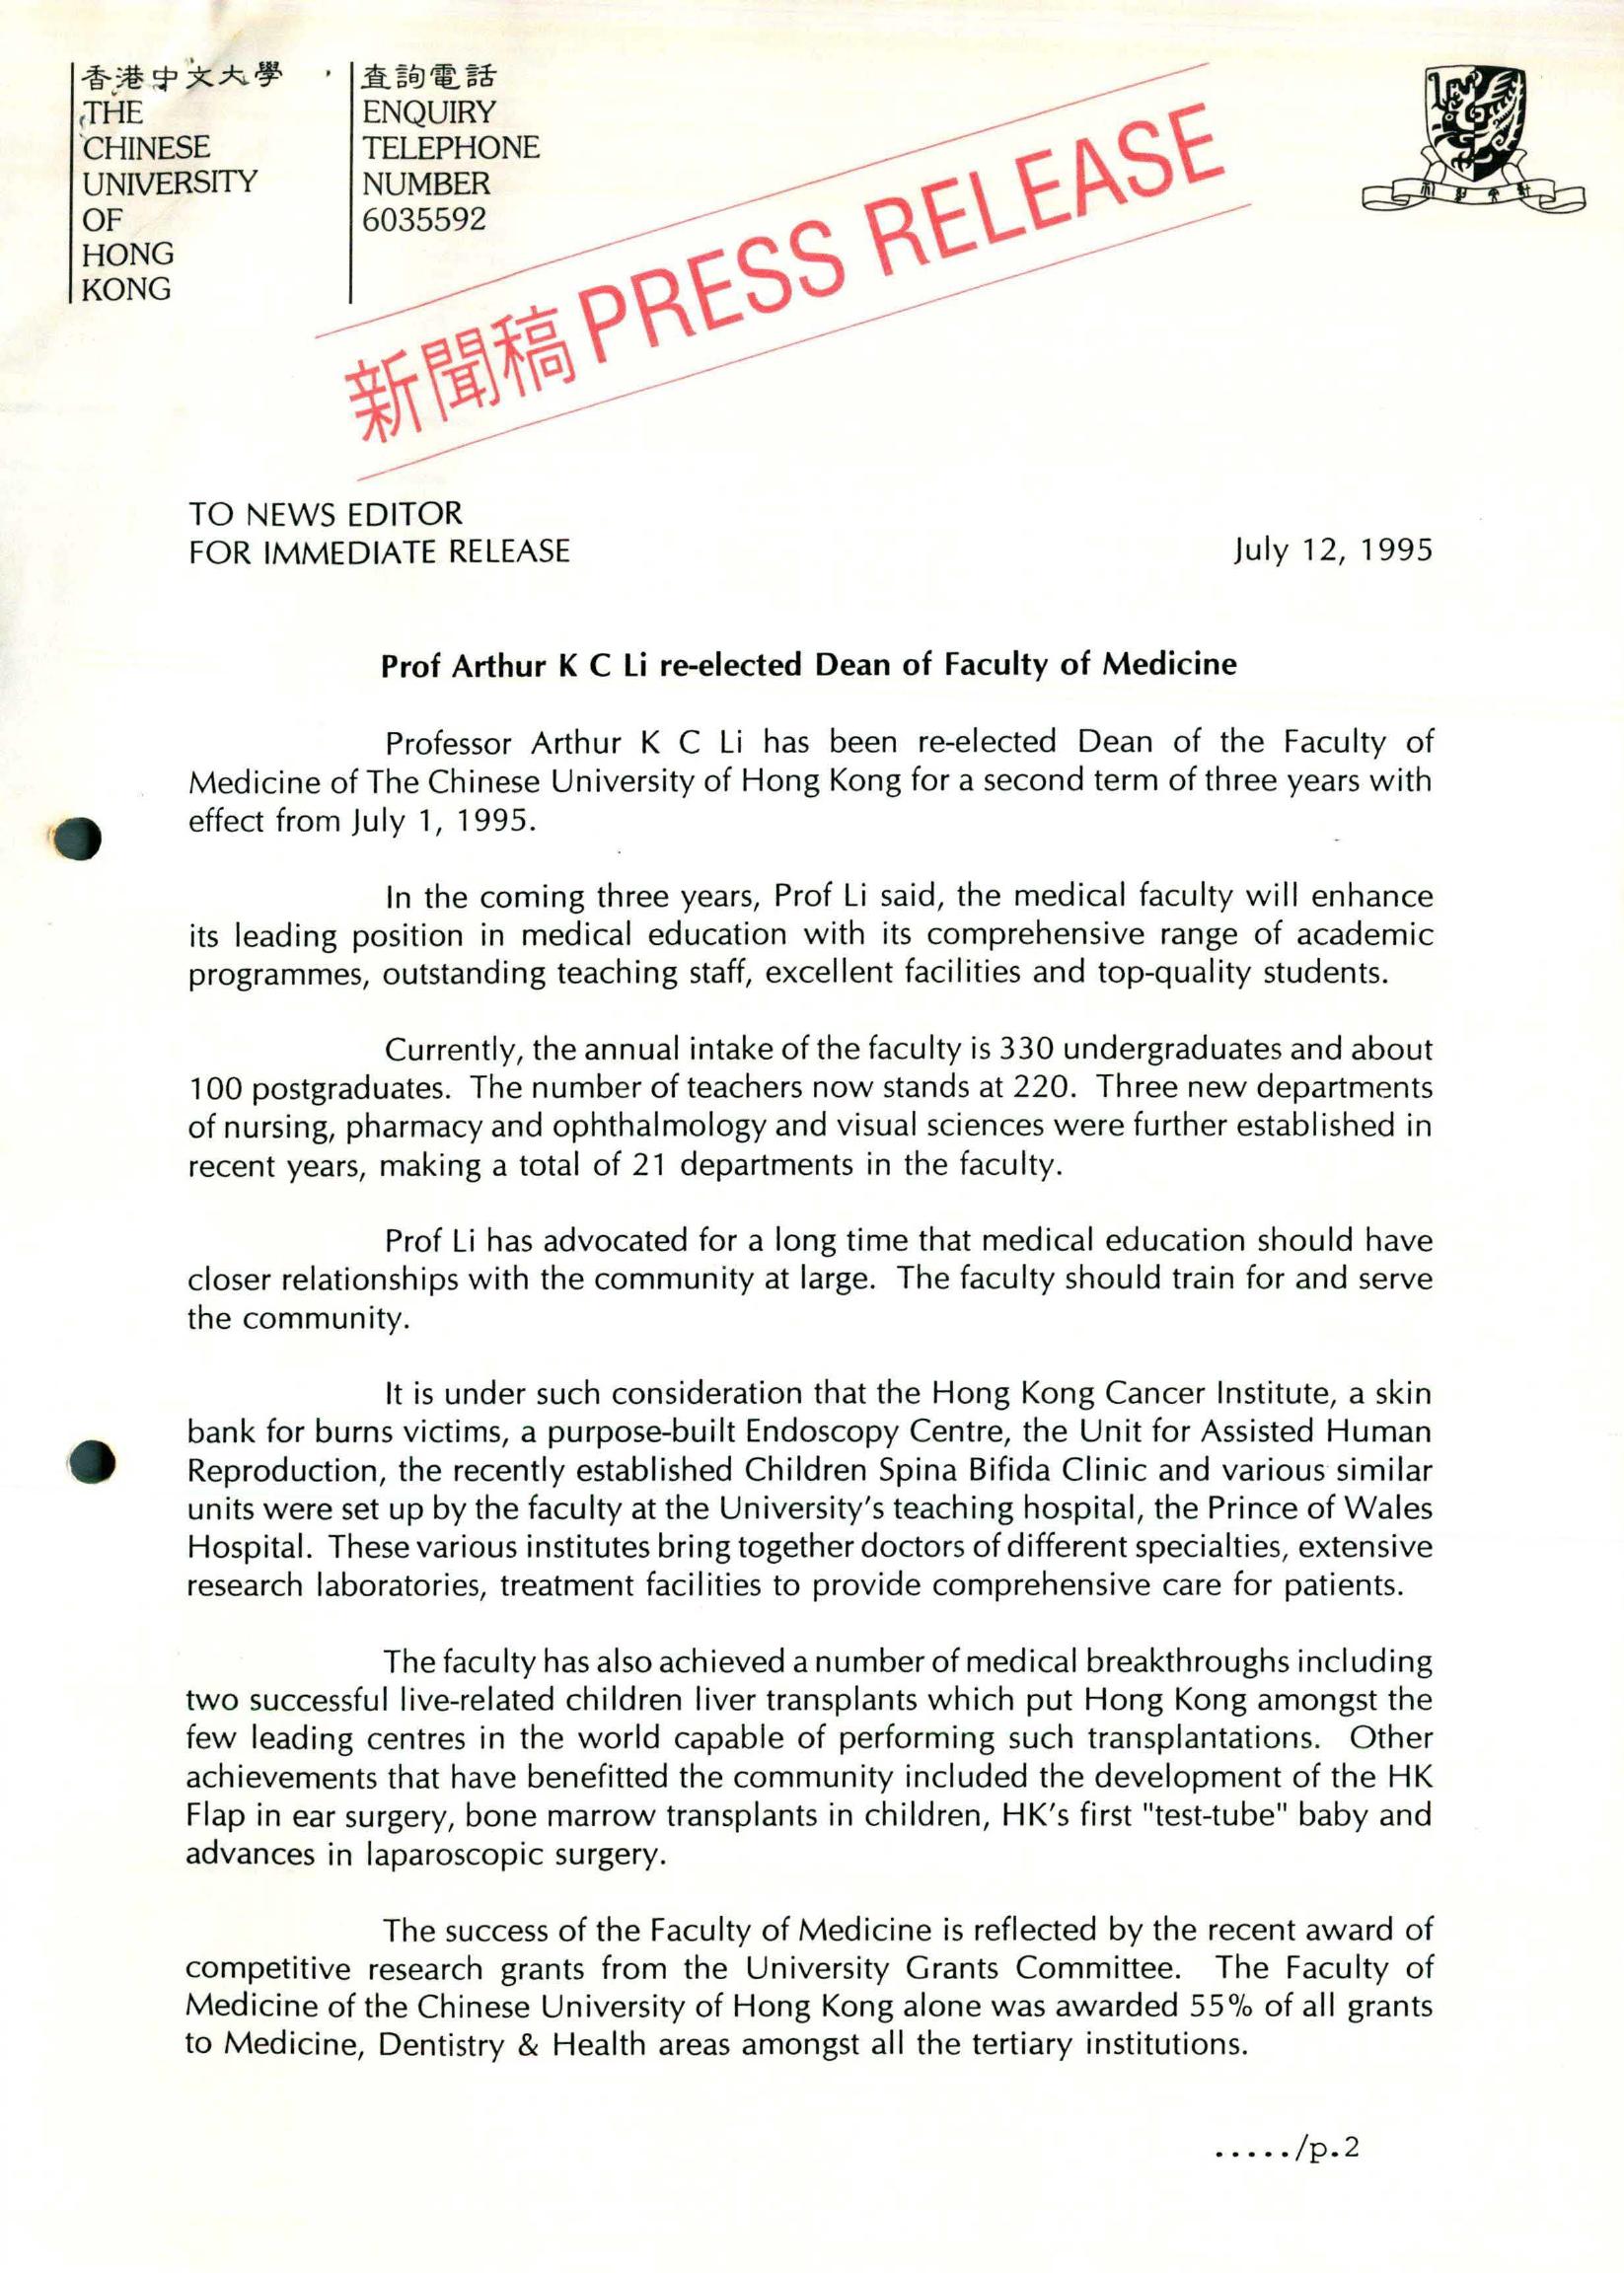 香港中文大學
THE
CHINESE
UNIVERSITY
OF
HONG
KONG
查詢電話
ENQUIRY
TELEPHONE
NUMBER
6035592
新聞稿 PRESS RELEASE
TO NEWS EDITOR
FOR IMMEDIATE RELEASE
July 12, 1995
Prof Arthur K C Li re-elected Dean of Faculty of Medicine
Professor Arthur K C Li has been re-elected Dean of the Faculty of
Medicine of The Chinese University of Hong Kong for a second term of three years with
effect from July 1, 1995.
In the coming three years, Prof Li said, the medical faculty will enhance
its leading position in medical education with its comprehensive range of academic
programmes, outstanding teaching staff, excellent facilities and top-quality students.
Currently, the annual intake of the faculty is 330 undergraduates and about
100 postgraduates. The number of teachers now stands at 220. Three new departments
of nursing, pharmacy and ophthalmology and visual sciences were further established in
recent years, making a total of 21 departments in the faculty.
Prof Li has advocated for a long time that medical education should have
closer relationships with the community at large. The faculty should train for and serve
the community.
It is under such consideration that the Hong Kong Cancer Institute, a skin
bank for burns victims, a purpose-built Endoscopy Centre, the Unit for Assisted Human
Reproduction, the recently established Children Spina Bifida Clinic and various similar
units were set up by the faculty at the University's teaching hospital, the Prince of Wales
Hospital. These various institutes bring together doctors of different specialties, extensive
research laboratories, treatment facilities to provide comprehensive care for patients.
The faculty has also achieved a number of medical breakthroughs including
two successful live-related children liver transplants which put Hong Kong amongst the
few leading centres in the world capable of performing such transplantations. Other
achievements that have benefitted the community included the development of the HK
Flap in ear surgery, bone marrow transplants in children, HK's first "test-tube" baby and
advances in laparoscopic surgery.
The success of the Faculty of Medicine is reflected by the recent award of
competitive research grants from the University Grants Committee. The Faculty of
Medicine of the Chinese University of Hong Kong alone was awarded 55% of all grants
to Medicine, Dentistry & Health areas amongst all the tertiary institutions.
...../p.2